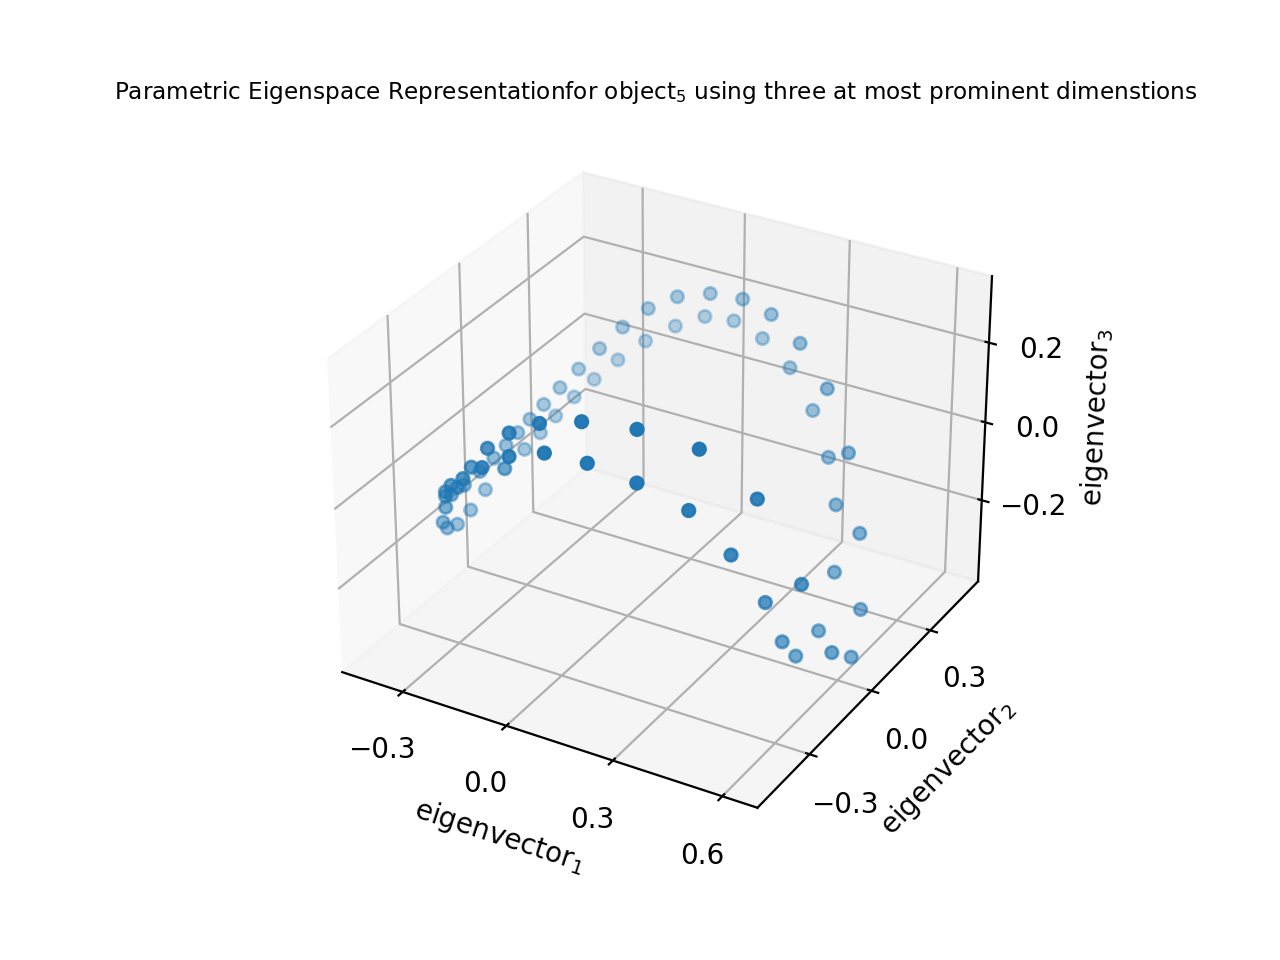 Parametric Eigenspace Representationfor object₅ using three at most prominent dimenstions
0.2
0.0
−0.2
eigenvector₃
0.3
0.0
−0.3
eigenvector₂
−0.3
0.0
0.3
0.6
eigenvector₁